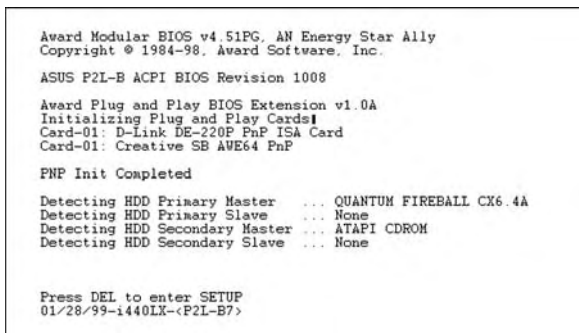 Award Modular BIOS v4.51PG, AN Energy Star Ally
Copyright © 1984-98, Award Software, Inc.
ASUS P2L-B ACPI BIOS Revision 1008
Award Plug and Play BIOS Extension v1.0A
Initializing Plug and Play Cards
Card-01: D-Link DE-220P PnP ISA Card
Card-01: Creative SB AWE64 PnP
PNP Init Completed
Detecting HDD Primary Master ... QUANTUM FIREBALL CX6.4A
Detecting HDD Primary Slave ... None
Detecting HDD Secondary Master ... ATAPI CDROM
Detecting HDD Secondary Slave ... None
Press DEL to enter SETUP
01/28/99-i440LX-<P2L-B7>